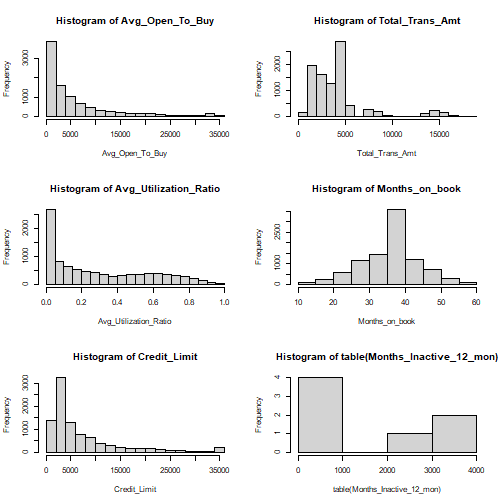 Histogram of Avg_Open_To_Buy
Frequency
0 1000 3000
0 5000 15000 25000 35000
Avg_Open_To_Buy
Histogram of Total_Trans_Amt
Frequency
0 1000
0 5000 10000 15000
Total_Trans_Amt
Histogram of Avg_Utilization_Ratio
Frequency
0 1000 2500
0.0 0.2 0.4 0.6 0.8 1.0
Avg_Utilization_Ratio
Histogram of Months_on_book
Frequency
0 1000 2500
10 20 30 40 50 60
Months_on_book
Histogram of Credit_Limit
Frequency
0 1000 2000 3000
0 5000 15000 25000 35000
Credit_Limit
Histogram of table(Months_Inactive_12_mon)
Frequency
0 1 2 3 4
0 1000 2000 3000 4000
table(Months_Inactive_12_mon)